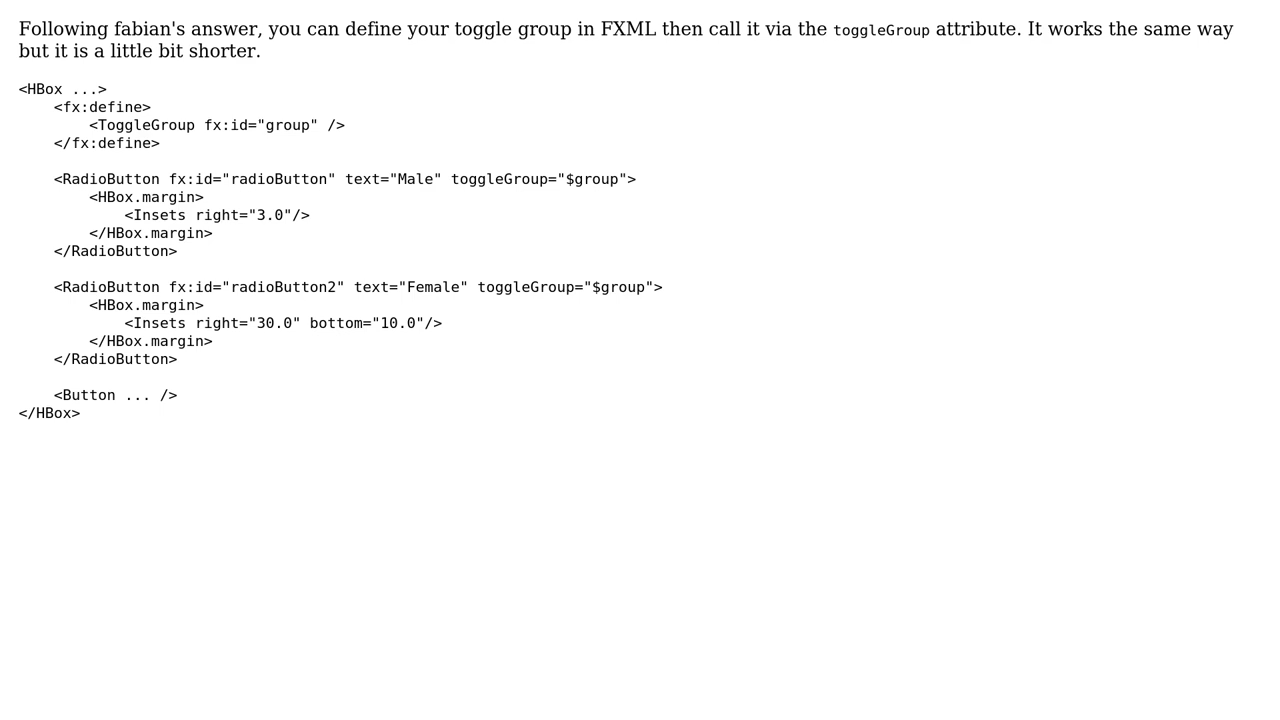 Following fabian's answer, you can define your toggle group in FXML then call it via the toggleGroup attribute. It works the same way
but it is a little bit shorter.
<HBox ...>
    <fx:define>
        <ToggleGroup fx:id="group" />
    </fx:define>

    <RadioButton fx:id="radioButton" text="Male" toggleGroup="$group">
        <HBox.margin>
            <Insets right="3.0"/>
        </HBox.margin>
    </RadioButton>

    <RadioButton fx:id="radioButton2" text="Female" toggleGroup="$group">
        <HBox.margin>
            <Insets right="30.0" bottom="10.0"/>
        </HBox.margin>
    </RadioButton>

    <Button ... />
</HBox>